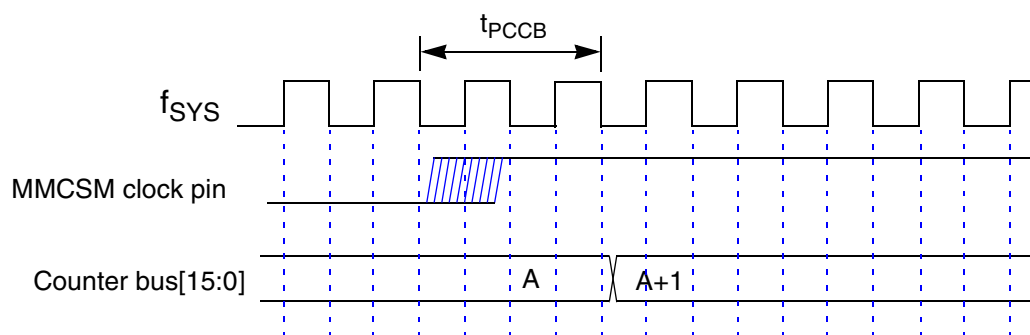 tPCCB
fSYS
MMCSM clock pin
Counter bus[15:0]
A
A+1